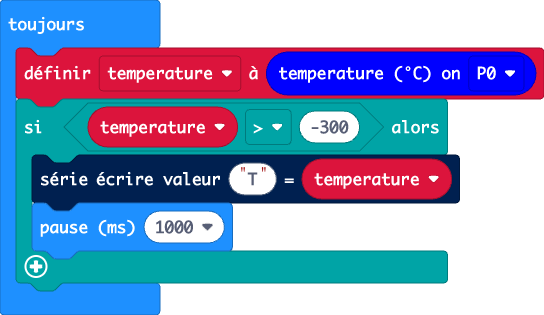 toujours
définir temperature à temperature (°C) on P0
si temperature > -300 alors
série écrire valeur "T" = temperature
pause (ms) 1000